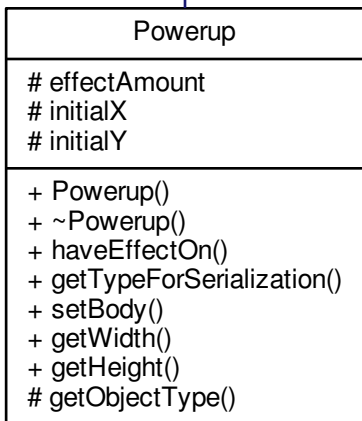 Powerup
# effectAmount
# initialX
# initialY
+ Powerup()
+ ~Powerup()
+ haveEffectOn()
+ getTypeForSerialization()
+ setBody()
+ getWidth()
+ getHeight()
# getObjectType()